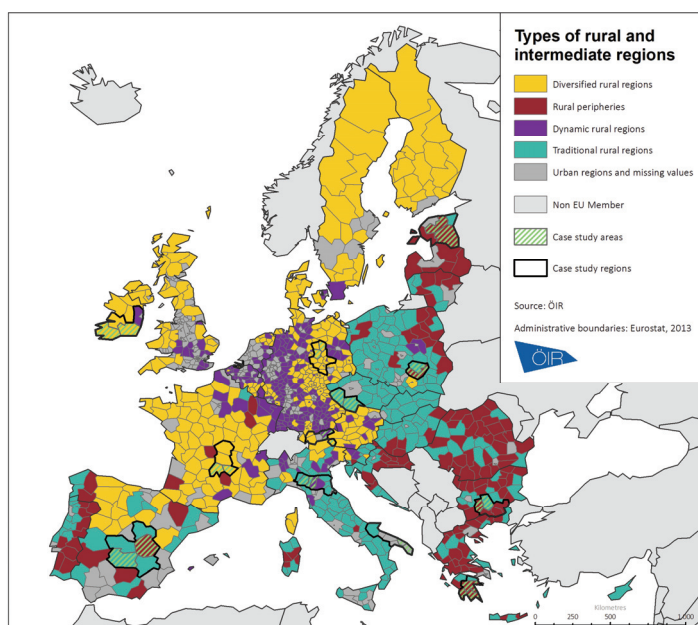 Types of rural and
intermediate regions
Diversified rural regions
Rural peripheries
Dynamic rural regions
Traditional rural regions
Urban regions and missing values
Non EU Member
Case study areas
Case study regions
Source: ÖIR
Administrative boundaries: Eurostat, 2013
ÖIR
Kilometres
0 250 500 1 000